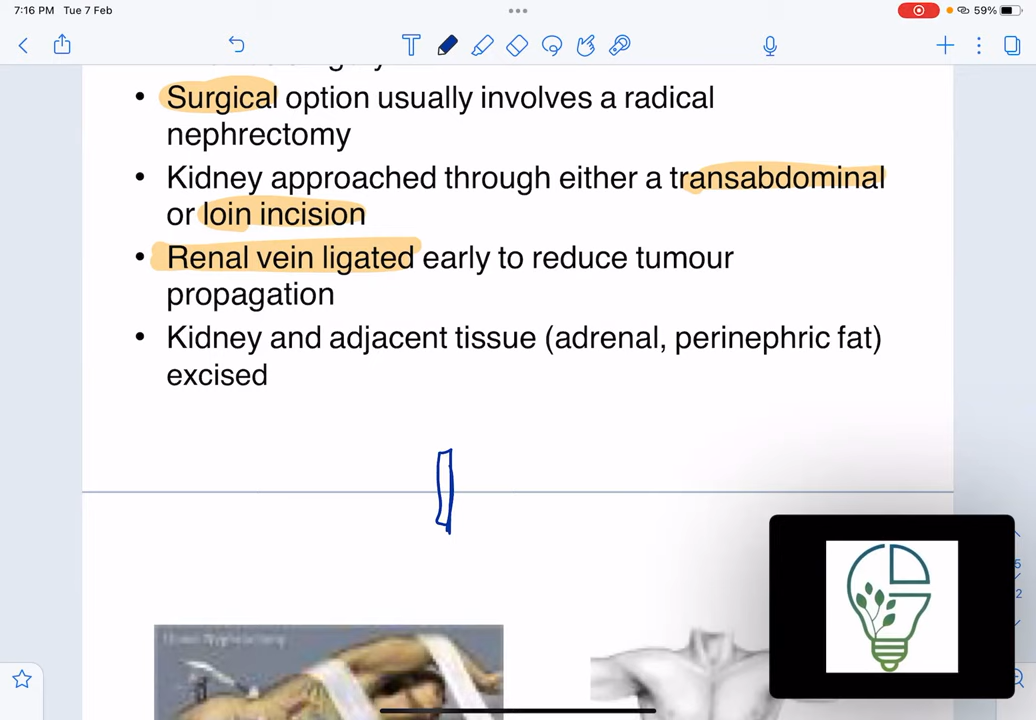 7:16 PM Tue 7 Feb
59%
• Surgical option usually involves a radical
nephrectomy
• Kidney approached through either a transabdominal
or loin incision
• Renal vein ligated early to reduce tumour
propagation
• Kidney and adjacent tissue (adrenal, perinephric fat)
excised